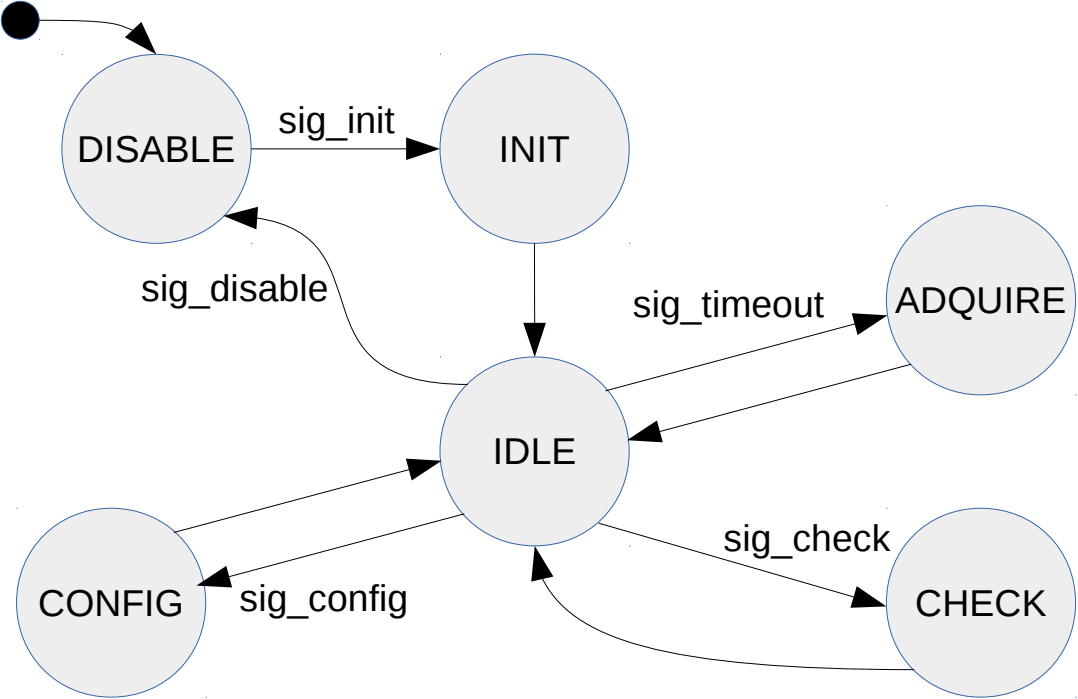 DISABLE
sig_init
INIT
sig_disable
sig_timeout
ADQUIRE
IDLE
sig_check
CONFIG
sig_config
CHECK